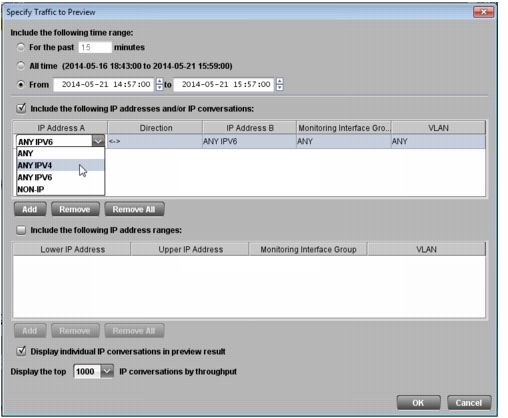 Specify Traffic to Preview
Include the following time range:
For the past 15 minutes
All time (2014-05-16 18:43:00 to 2014-05-21 15:59:00)
From 2014-05-21 14:57:00 to 2014-05-21 15:57:00
Include the following IP addresses and/or IP conversations:
IP Address A Direction IP Address B Monitoring Interface Gro... VLAN
ANY IPV6 <-> ANY IPV6 ANY ANY
ANY
ANY IPV4
ANY IPV6
NON-IP
Add Remove Remove All
Include the following IP address ranges:
Lower IP Address Upper IP Address Monitoring Interface Group VLAN
Add Remove Remove All
Display individual IP conversations in preview result
Display the top 1000 IP conversations by throughput
OK Cancel